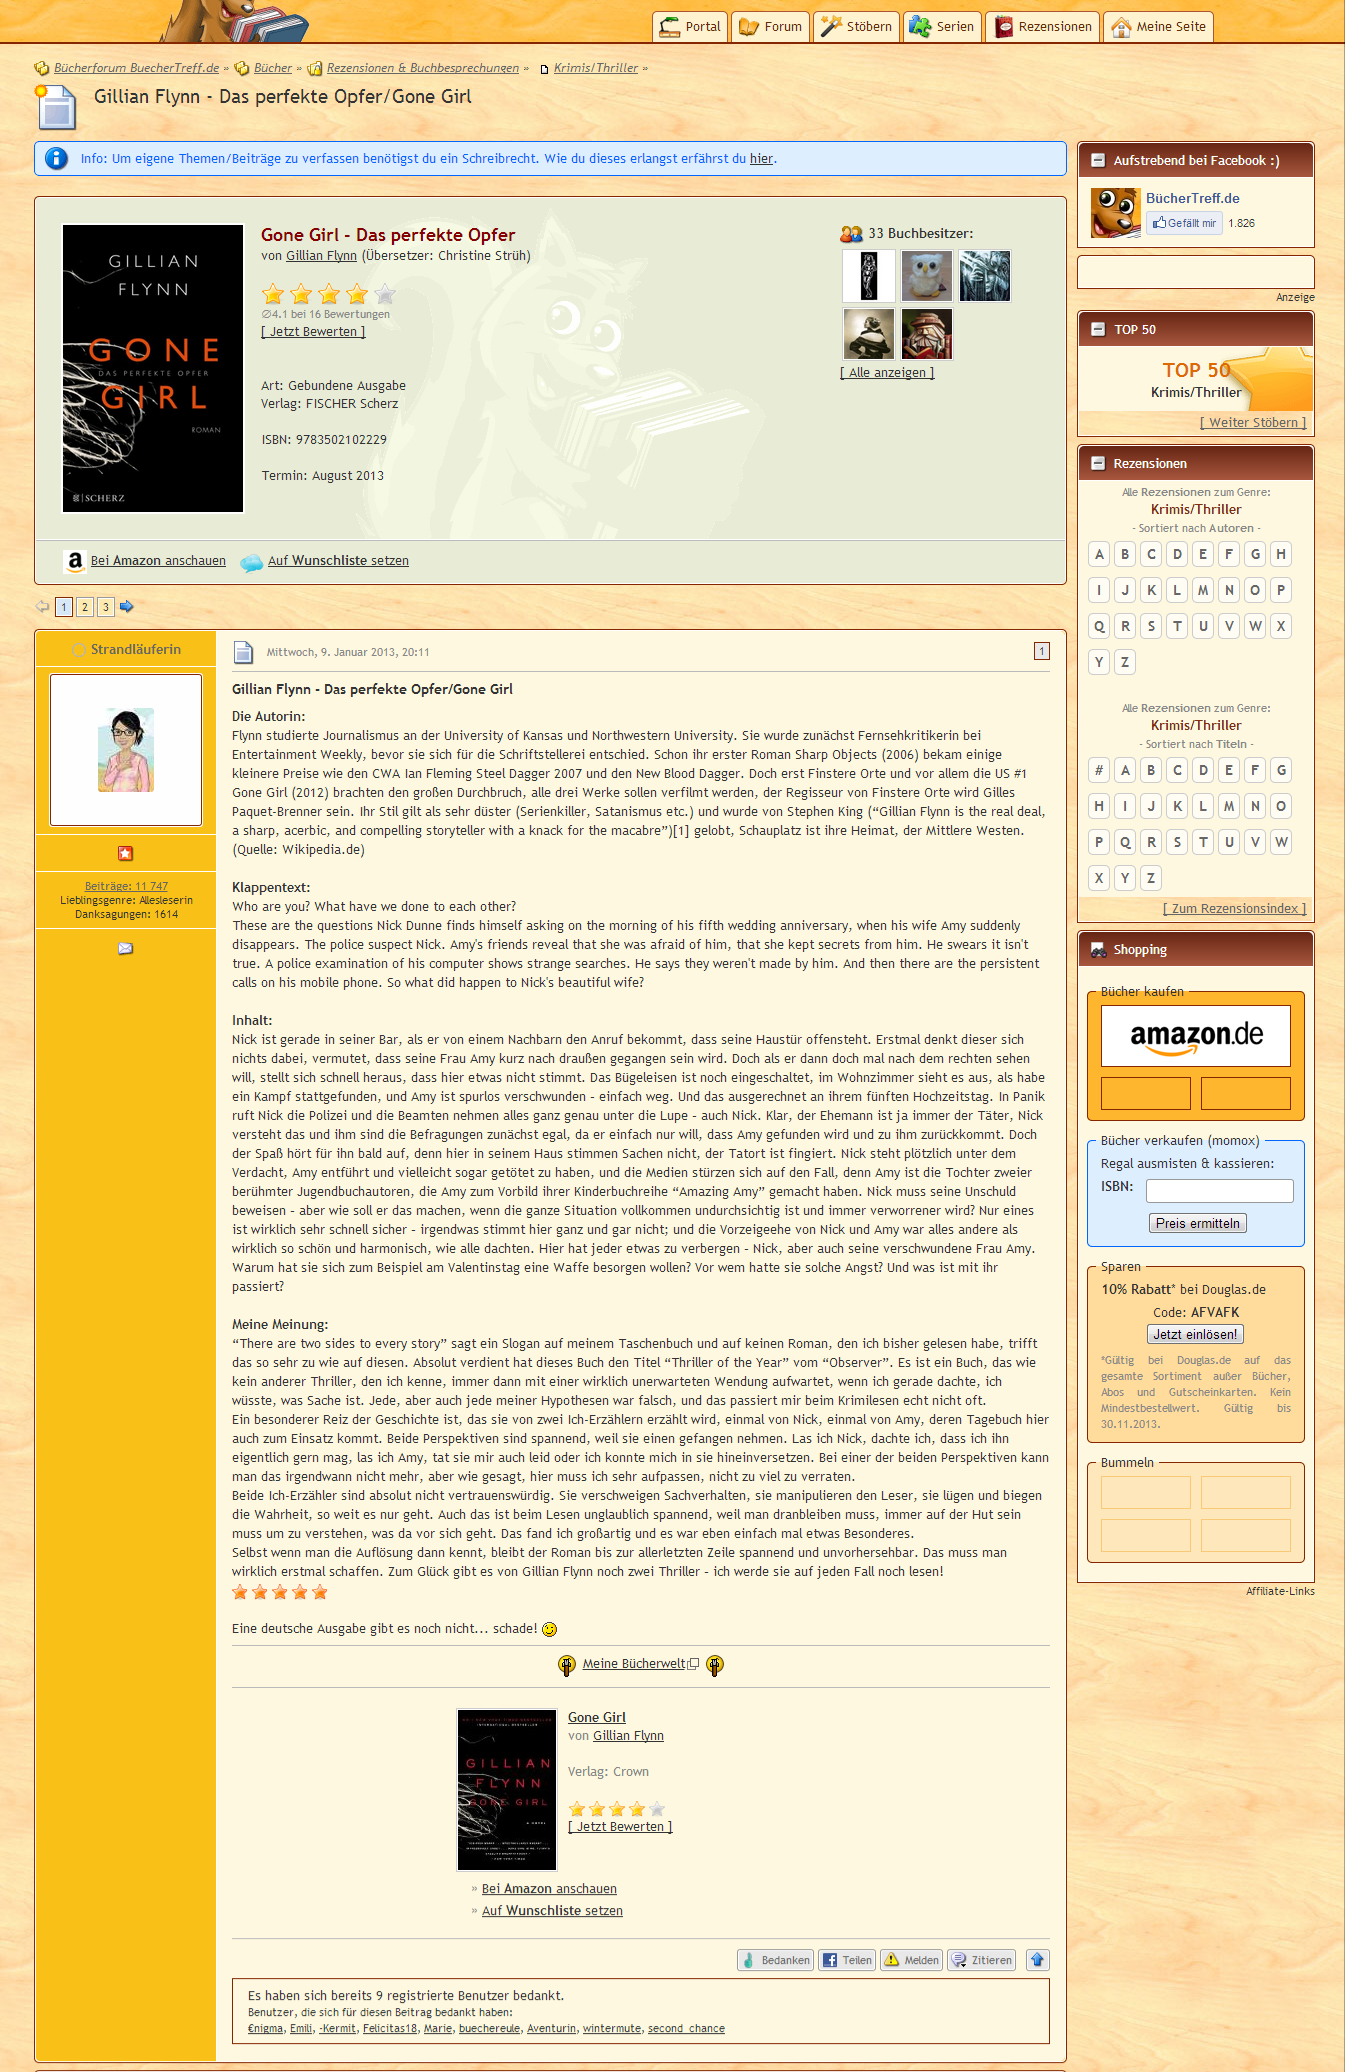 Portal
Forum
Stöbern
Serien
Rezensionen
Meine Seite
Bücherforum BuecherTreff.de » Bücher » Rezensionen & Buchbesprechungen » Krimis/Thriller »
Gillian Flynn - Das perfekte Opfer/Gone Girl
Info: Um eigene Themen/Beiträge zu verfassen benötigst du ein Schreibrecht. Wie du dieses erlangst erfährst du hier.
GILLIAN
FLYNN
GONE
DAS PERFEKTE OPFER
GIRL
ROMAN
SCHERZ
Gone Girl - Das perfekte Opfer
von Gillian Flynn (Übersetzer: Christine Strüh)
∅4.1 bei 16 Bewertungen
[ Jetzt Bewerten ]
Art: Gebundene Ausgabe
Verlag: FISCHER Scherz
ISBN: 9783502102229
Termin: August 2013
33 Buchbesitzer:
[ Alle anzeigen ]
Bei Amazon anschauen
Auf Wunschliste setzen
1 2 3
Strandläuferin
Beiträge: 11 747
Lieblingsgenre: Allesleserin
Danksagungen: 1614
Mittwoch, 9. Januar 2013, 20:11
1
Gillian Flynn - Das perfekte Opfer/Gone Girl
Die Autorin:
Flynn studierte Journalismus an der University of Kansas und Northwestern University. Sie wurde zunächst Fernsehkritikerin bei
Entertainment Weekly, bevor sie sich für die Schriftstellerei entschied. Schon ihr erster Roman Sharp Objects (2006) bekam einige
kleinere Preise wie den CWA Ian Fleming Steel Dagger 2007 und den New Blood Dagger. Doch erst Finstere Orte und vor allem die US #1
Gone Girl (2012) brachten den großen Durchbruch, alle drei Werke sollen verfilmt werden, der Regisseur von Finstere Orte wird Gilles
Paquet-Brenner sein. Ihr Stil gilt als sehr düster (Serienkiller, Satanismus etc.) und wurde von Stephen King (“Gillian Flynn is the real deal,
a sharp, acerbic, and compelling storyteller with a knack for the macabre”)[1] gelobt, Schauplatz ist ihre Heimat, der Mittlere Westen.
(Quelle: Wikipedia.de)
Klappentext:
Who are you? What have we done to each other?
These are the questions Nick Dunne finds himself asking on the morning of his fifth wedding anniversary, when his wife Amy suddenly
disappears. The police suspect Nick. Amy's friends reveal that she was afraid of him, that she kept secrets from him. He swears it isn't
true. A police examination of his computer shows strange searches. He says they weren't made by him. And then there are the persistent
calls on his mobile phone. So what did happen to Nick's beautiful wife?
Inhalt:
Nick ist gerade in seiner Bar, als er von einem Nachbarn den Anruf bekommt, dass seine Haustür offensteht. Erstmal denkt dieser sich
nichts dabei, vermutet, dass seine Frau Amy kurz nach draußen gegangen sein wird. Doch als er dann doch mal nach dem rechten sehen
will, stellt sich schnell heraus, dass hier etwas nicht stimmt. Das Bügeleisen ist noch eingeschaltet, im Wohnzimmer sieht es aus, als habe
ein Kampf stattgefunden, und Amy ist spurlos verschwunden - einfach weg. Und das ausgerechnet an ihrem fünften Hochzeitstag. In Panik
ruft Nick die Polizei und die Beamten nehmen alles ganz genau unter die Lupe - auch Nick. Klar, der Ehemann ist ja immer der Täter, Nick
versteht das und ihm sind die Befragungen zunächst egal, da er einfach nur will, dass Amy gefunden wird und zu ihm zurückkommt. Doch
der Spaß hört für ihn bald auf, denn hier in seinem Haus stimmen Sachen nicht, der Tatort ist fingiert. Nick steht plötzlich unter dem
Verdacht, Amy entführt und vielleicht sogar getötet zu haben, und die Medien stürzen sich auf den Fall, denn Amy ist die Tochter zweier
berühmter Jugendbuchautoren, die Amy zum Vorbild ihrer Kinderbuchreihe “Amazing Amy” gemacht haben. Nick muss seine Unschuld
beweisen - aber wie soll er das machen, wenn die ganze Situation vollkommen undurchsichtig ist und immer verworrener wird? Nur eines
ist wirklich sehr schnell sicher - irgendwas stimmt hier ganz und gar nicht; und die Vorzeigeehe von Nick und Amy war alles andere als
wirklich so schön und harmonisch, wie alle dachten. Hier hat jeder etwas zu verbergen - Nick, aber auch seine verschwundene Frau Amy.
Warum hat sie sich zum Beispiel am Valentinstag eine Waffe besorgen wollen? Vor wem hatte sie solche Angst? Und was ist mit ihr
passiert?
Meine Meinung:
“There are two sides to every story” sagt ein Slogan auf meinem Taschenbuch und auf keinen Roman, den ich bisher gelesen habe, trifft
das so sehr zu wie auf diesen. Absolut verdient hat dieses Buch den Titel “Thriller of the Year” vom “Observer”. Es ist ein Buch, das wie
kein anderer Thriller, den ich kenne, immer dann mit einer wirklich unerwarteten Wendung aufwartet, wenn ich gerade dachte, ich
wüsste, was Sache ist. Jede, aber auch jede meiner Hypothesen war falsch, und das passiert mir beim Krimilesen echt nicht oft.
Ein besonderer Reiz der Geschichte ist, das sie von zwei Ich-Erzählern erzählt wird, einmal von Nick, einmal von Amy, deren Tagebuch hier
auch zum Einsatz kommt. Beide Perspektiven sind spannend, weil sie einen gefangen nehmen. Las ich Nick, dachte ich, dass ich ihn
eigentlich gern mag, las ich Amy, tat sie mir auch leid oder ich konnte mich in sie hineinversetzen. Bei einer der beiden Perspektiven kann
man das irgendwann nicht mehr, aber wie gesagt, hier muss ich sehr aufpassen, nicht zu viel zu verraten.
Beide Ich-Erzähler sind absolut nicht vertrauenswürdig. Sie verschweigen Sachverhalten, sie manipulieren den Leser, sie lügen und biegen
die Wahrheit, so weit es nur geht. Auch das ist beim Lesen unglaublich spannend, weil man dranbleiben muss, immer auf der Hut sein
muss um zu verstehen, was da vor sich geht. Das fand ich großartig und es war eben einfach mal etwas Besonderes.
Selbst wenn man die Auflösung dann kennt, bleibt der Roman bis zur allerletzten Zeile spannend und unvorhersehbar. Das muss man
wirklich erstmal schaffen. Zum Glück gibt es von Gillian Flynn noch zwei Thriller - ich werde sie auf jeden Fall noch lesen!
Eine deutsche Ausgabe gibt es noch nicht... schade!
Meine Bücherwelt
GILLIAN
FLYNN
GONE GIRL
A NOVEL
Gone Girl
von Gillian Flynn
Verlag: Crown
[ Jetzt Bewerten ]
» Bei Amazon anschauen
» Auf Wunschliste setzen
Bedanken
Teilen
Melden
Zitieren
Es haben sich bereits 9 registrierte Benutzer bedankt.
Benutzer, die sich für diesen Beitrag bedankt haben:
€nigma, Emili, -Kermit, Felicitas18, Marie, buechereule, Aventurin, wintermute, second_chance
Aufstrebend bei Facebook :)
BücherTreff.de
Gefällt mir 1.826
Anzeige
TOP 50
TOP 50
Krimis/Thriller
[ Weiter Stöbern ]
Rezensionen
Alle Rezensionen zum Genre:
Krimis/Thriller
- Sortiert nach Autoren -
A B C D E F G H
I J K L M N O P
Q R S T U V W X
Y Z
Alle Rezensionen zum Genre:
Krimis/Thriller
- Sortiert nach Titeln -
# A B C D E F G
H I J K L M N O
P Q R S T U V W
X Y Z
[ Zum Rezensionsindex ]
Shopping
Bücher kaufen
amazon.de
Bücher verkaufen (momox)
Regal ausmisten & kassieren:
ISBN:
Preis ermitteln
Sparen
10% Rabatt* bei Douglas.de
Code: AFVAFK
Jetzt einlösen!
*Gültig bei Douglas.de auf das
gesamte Sortiment außer Bücher,
Abos und Gutscheinkarten. Kein
Mindestbestellwert. Gültig bis
30.11.2013.
Bummeln
Affiliate-Links